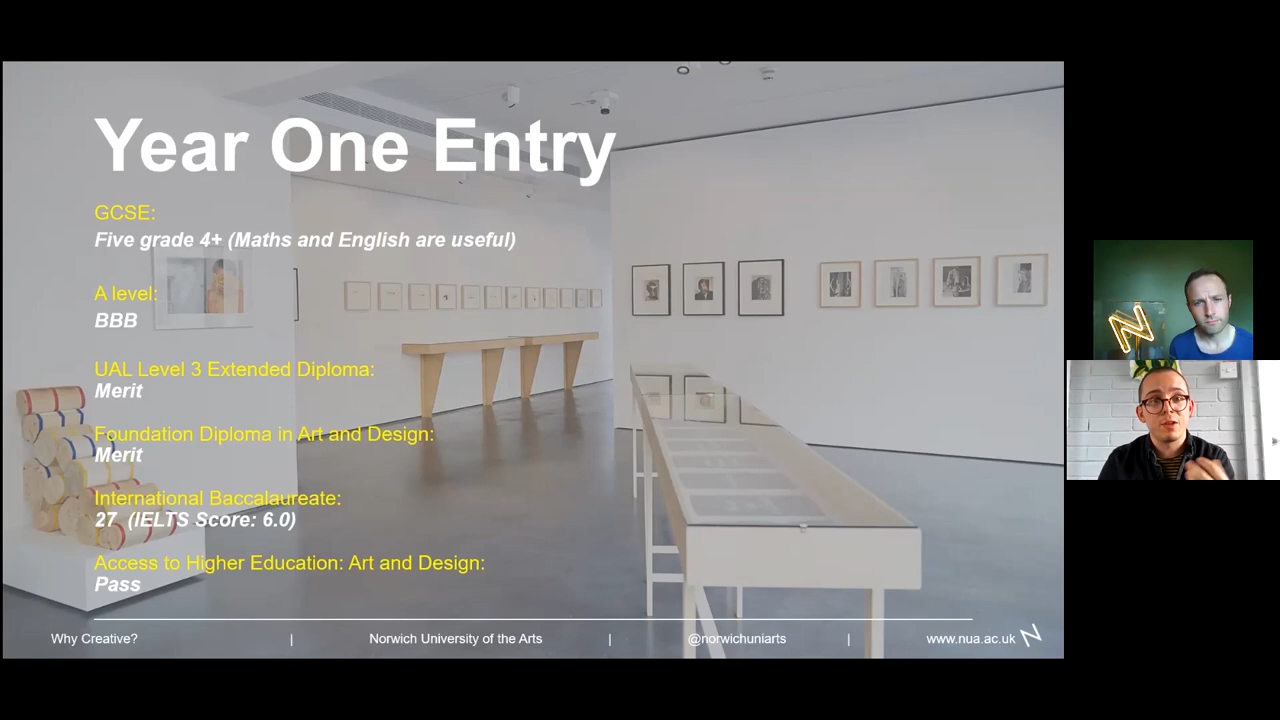 Year One Entry
GCSE:
Five grade 4+ (Maths and English are useful)
A level:
BBB
UAL Level 3 Extended Diploma:
Merit
Foundation Diploma in Art and Design:
Merit
International Baccalaureate:
27 (IELTS Score: 6.0)
Access to Higher Education: Art and Design:
Pass
Why Creative? | Norwich University of the Arts | @norwichuniarts | www.nua.ac.uk N
N